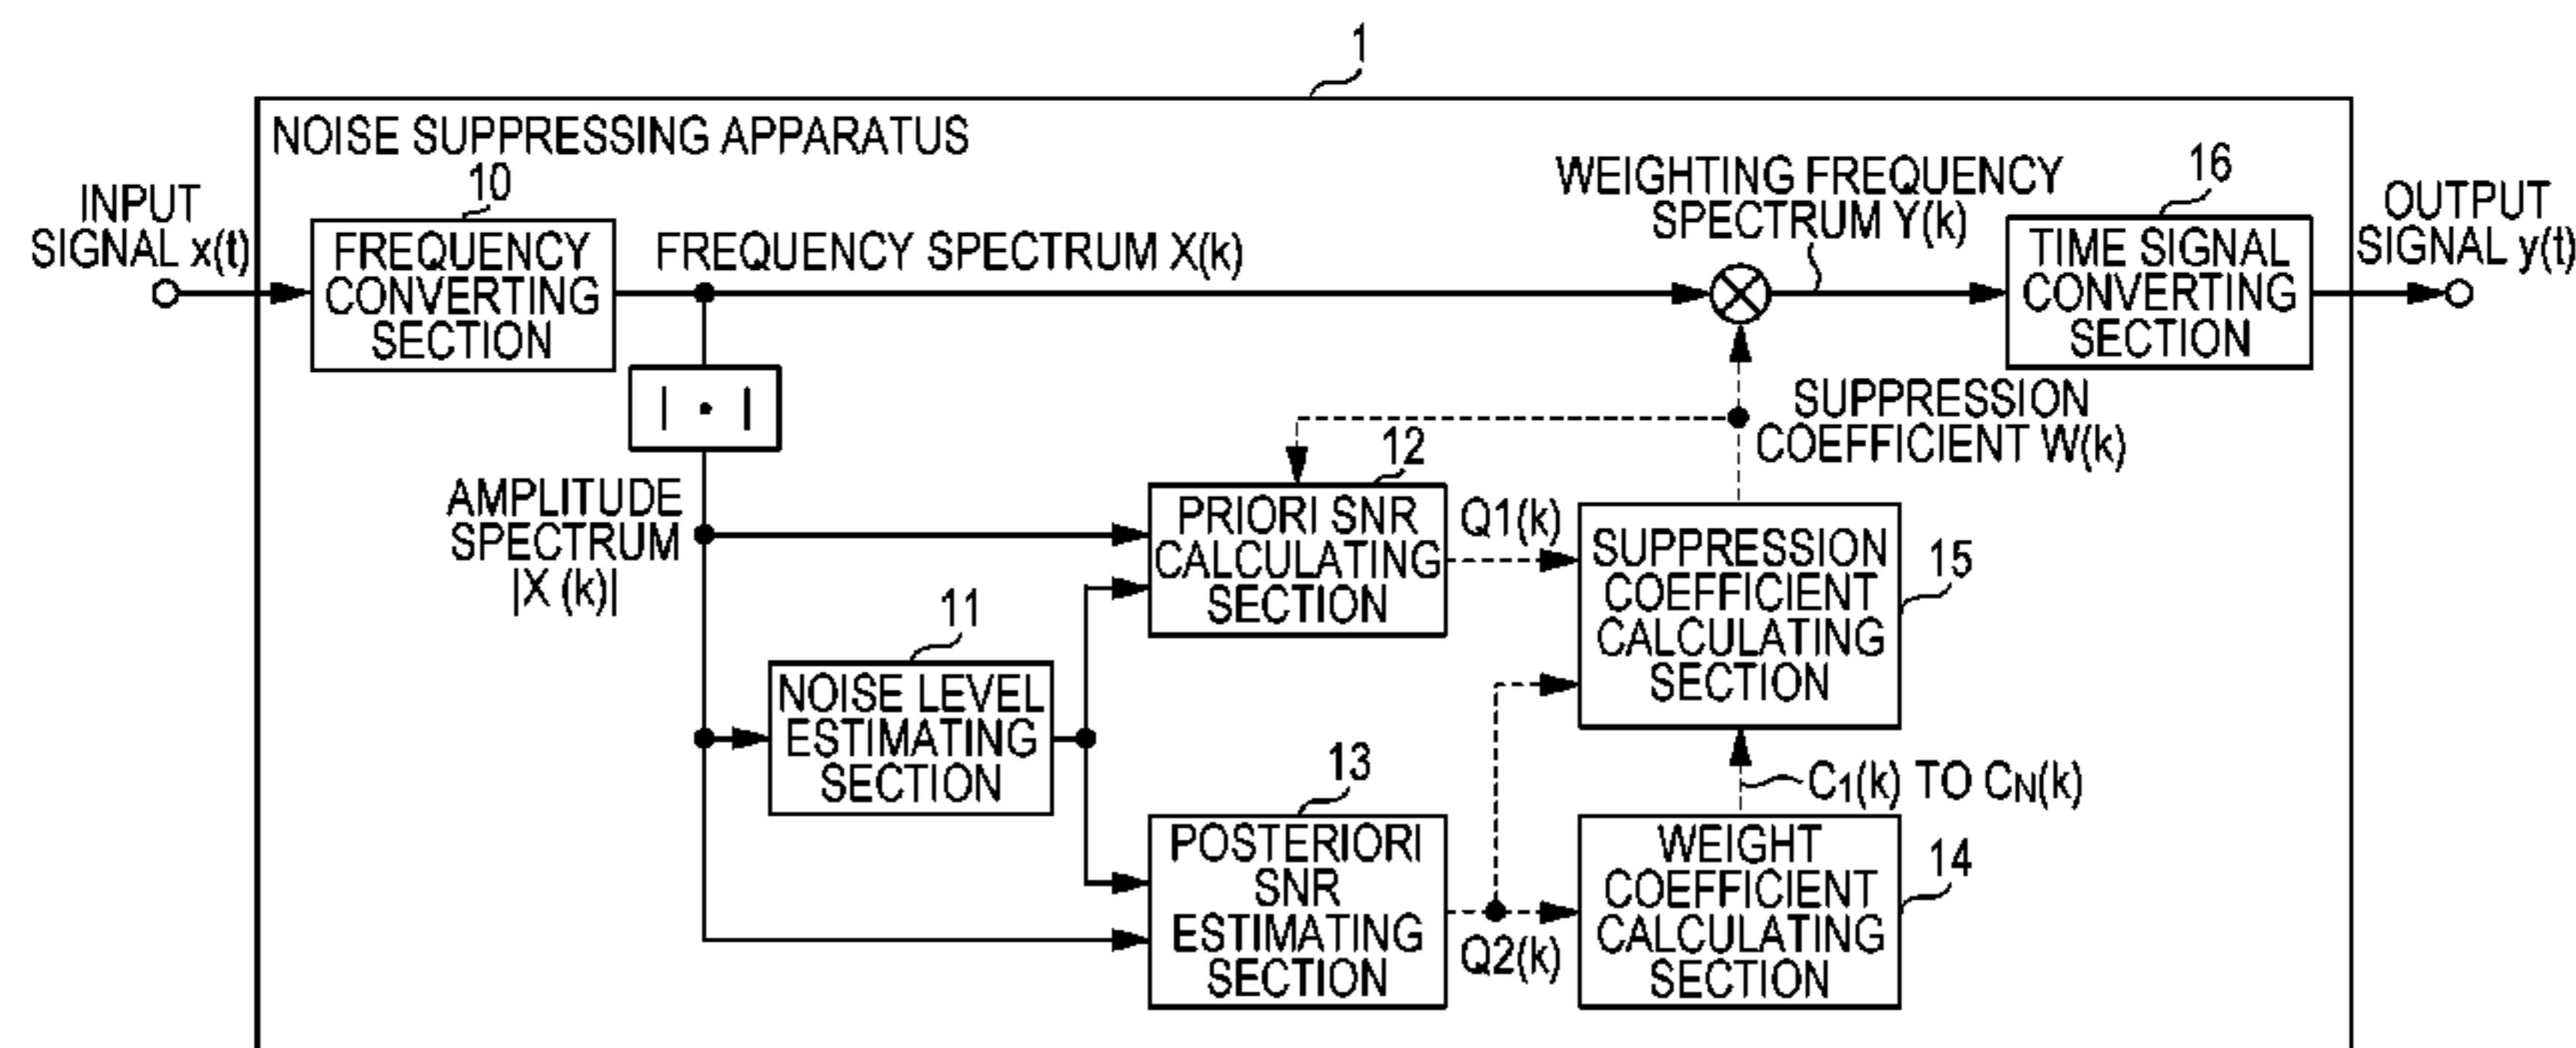 1
NOISE SUPPRESSING APPARATUS
INPUT
SIGNAL x(t)
10
FREQUENCY
CONVERTING
SECTION
FREQUENCY SPECTRUM X(k)
WEIGHTING FREQUENCY
SPECTRUM Y(k)
16
TIME SIGNAL
CONVERTING
SECTION
OUTPUT
SIGNAL y(t)
| • |
SUPPRESSION
COEFFICIENT W(k)
AMPLITUDE
SPECTRUM
|X (k)|
12
PRIORI SNR
CALCULATING
SECTION
Q1(k)
SUPPRESSION
COEFFICIENT
CALCULATING
SECTION
15
11
NOISE LEVEL
ESTIMATING
SECTION
13
POSTERIORI
SNR
ESTIMATING
SECTION
Q2(k)
C1(k) TO CN(k)
WEIGHT
COEFFICIENT
CALCULATING
SECTION
14